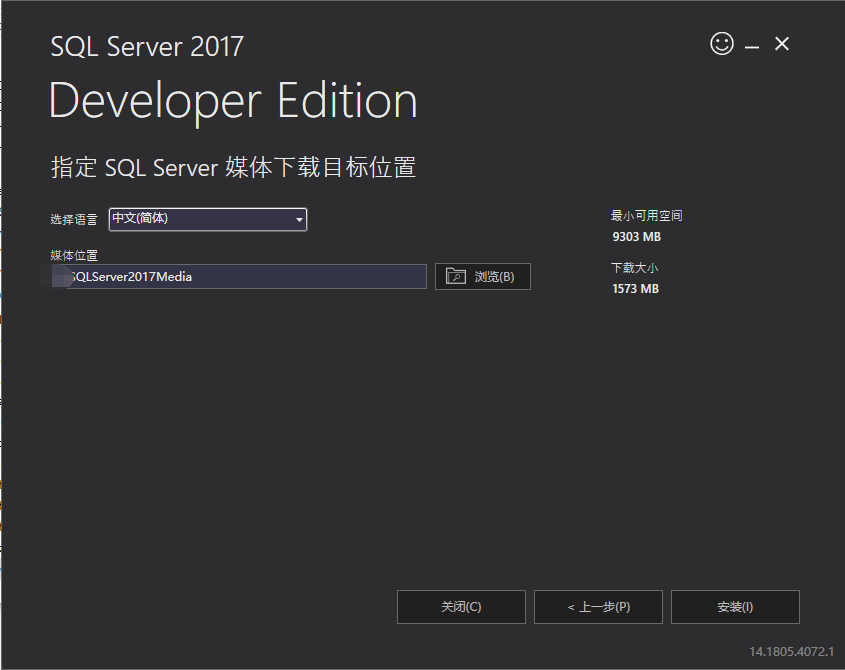 SQL Server 2017
Developer Edition
指定 SQL Server 媒体下载目标位置
选择语言 中文(简体)
最小可用空间
9303 MB
媒体位置
SQLServer2017Media 浏览(B)
下载大小
1573 MB
关闭(C) < 上一步(P) 安装(I)
14.1805.4072.1